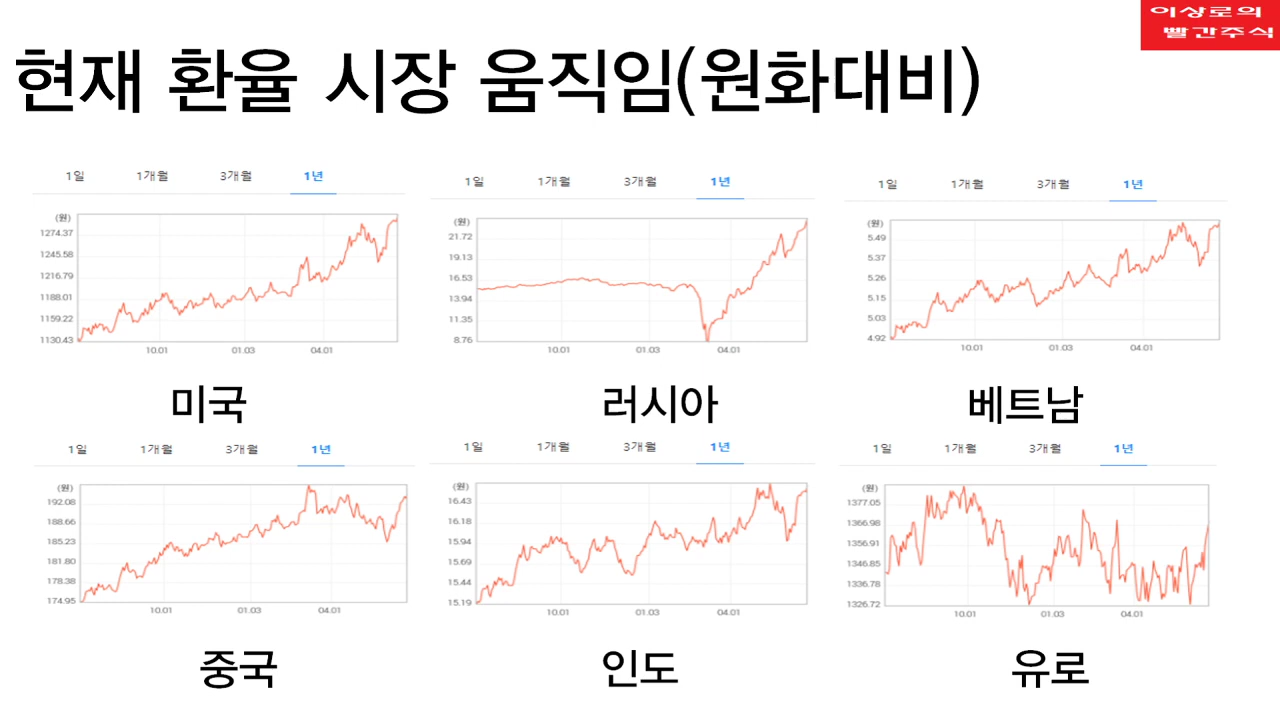 이상로의
빨간주식
현재 환율 시장 움직임(원화대비)
1일 1개월 3개월 1년
(원)
1274.37
1245.58
1216.79
1188.01
1159.22
1130.43
10.01 01.03 04.01
미국
1일 1개월 3개월 1년
(원)
21.72
19.13
16.53
13.94
11.35
8.76
10.01 01.03 04.01
러시아
1일 1개월 3개월 1년
(원)
5.49
5.37
5.26
5.15
5.03
4.92
10.01 01.03 04.01
베트남
1일 1개월 3개월 1년
(원)
192.08
188.66
185.23
181.80
178.38
174.95
10.01 01.03 04.01
중국
1일 1개월 3개월 1년
(원)
16.43
16.18
15.94
15.69
15.44
15.19
10.01 01.03 04.01
인도
1일 1개월 3개월 1년
(원)
1377.05
1366.98
1356.91
1346.85
1336.78
1326.72
10.01 01.03 04.01
유로